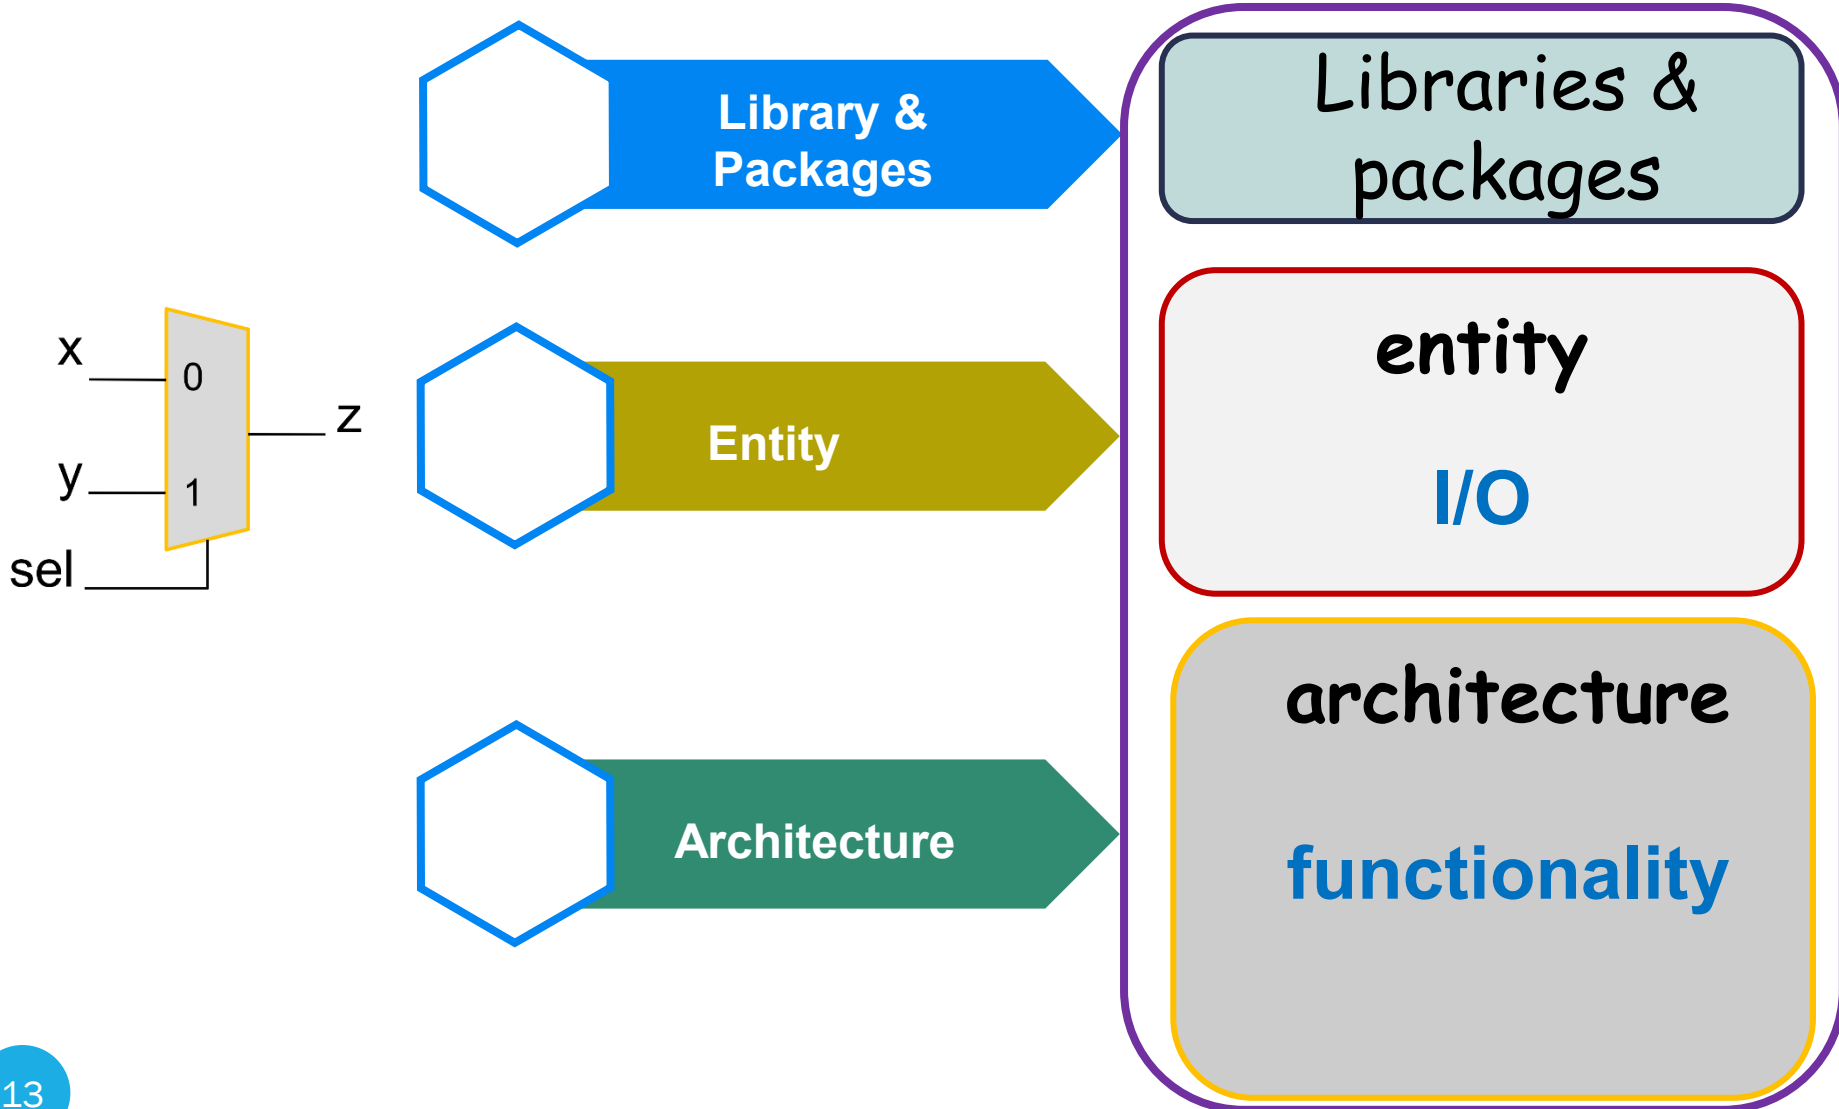 x
0
z
y
1
sel
Library &
Packages
Entity
Architecture
Libraries &
packages
entity
I/O
architecture
functionality
13